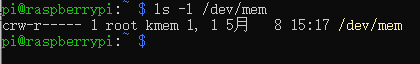 pi@raspberrypi:~ $ ls -l /dev/mem
crw-r----- 1 root kmem 1, 1 5月   8 15:17 /dev/mem
pi@raspberrypi:~ $